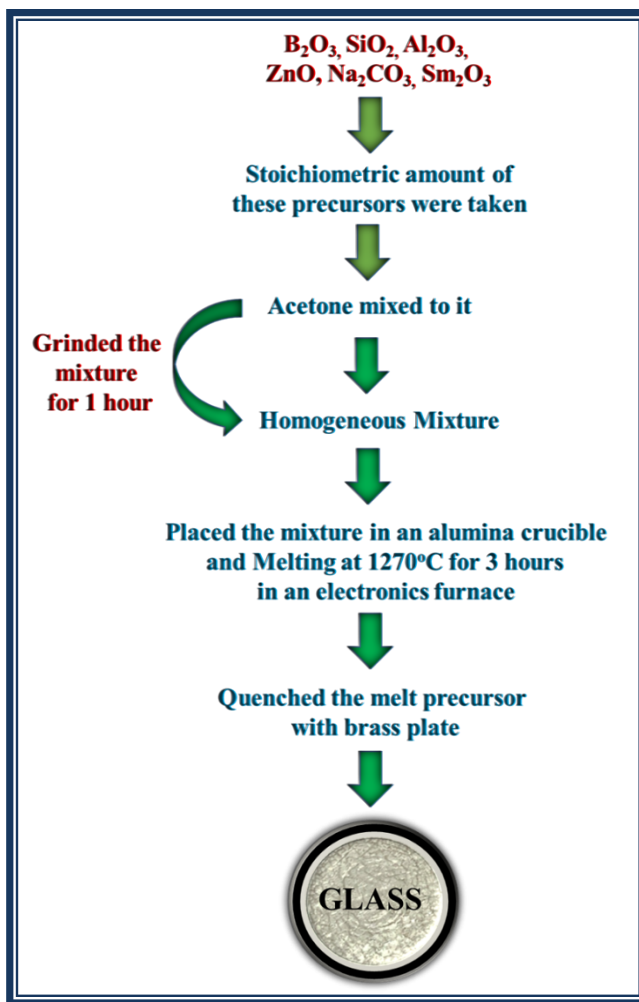 B₂O₃, SiO₂, Al₂O₃,
ZnO, Na₂CO₃, Sm₂O₃
Stoichiometric amount of
these precursors were taken
Acetone mixed to it
Grinded the
mixture
for 1 hour
Homogeneous Mixture
Placed the mixture in an alumina crucible
and Melting at 1270°C for 3 hours
in an electronics furnace
Quenched the melt precursor
with brass plate
GLASS